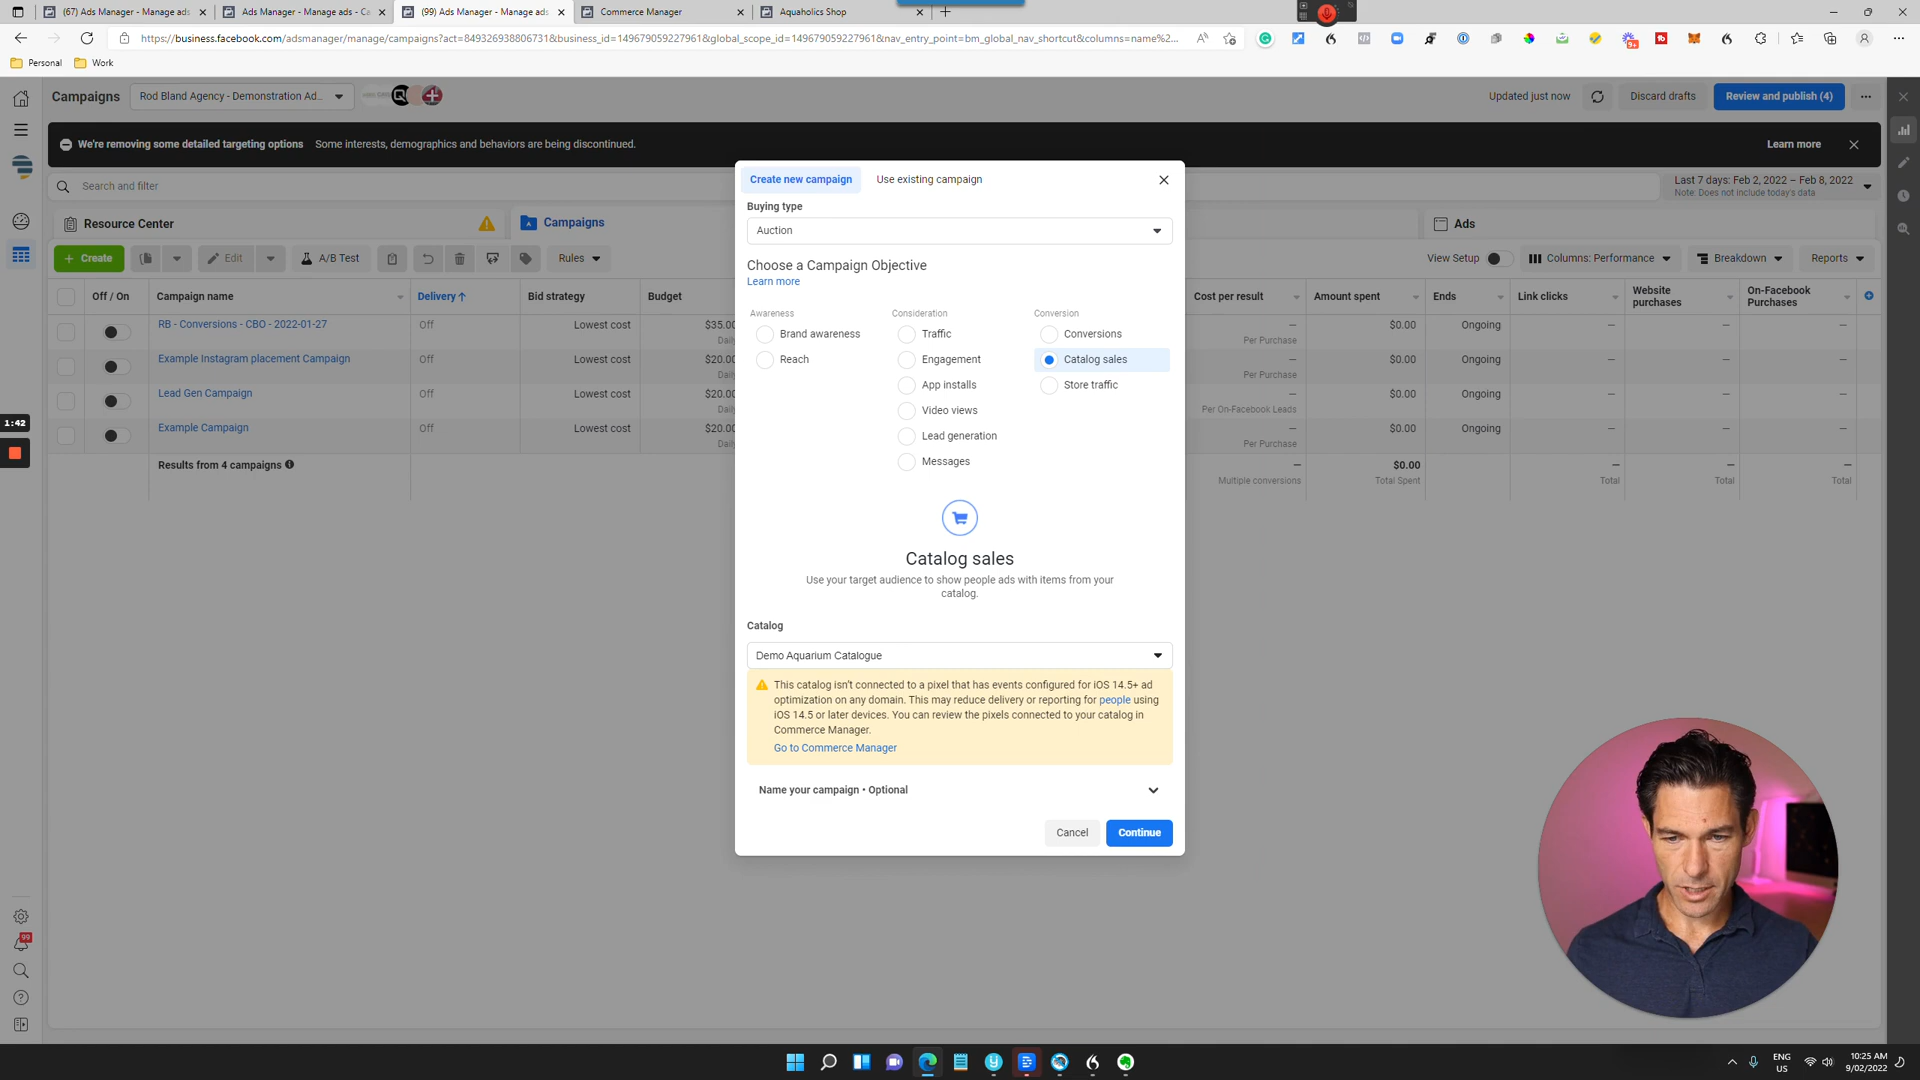 (67) Ads Manager - Manage ads
Ads Manager - Manage ads - Ca
(99) Ads Manager - Manage ads
Commerce Manager
Aquaholics Shop
https://business.facebook.com/adsmanager/manage/campaigns?act=849326938806731&business_id=149679059227961&global_scope_id=149679059227961&nav_entry_point=bm_global_nav_shortcut&columns=name%2...
9+
Personal
Work
Campaigns
Rod Bland Agency - Demonstration Ad...
Updated just now
Discard drafts
Review and publish (4)
We're removing some detailed targeting options Some interests, demographics and behaviors are being discontinued.
Learn more
Search and filter
Last 7 days: Feb 2, 2022 – Feb 8, 2022
Note: Does not include today's data
Resource Center
Campaigns
Ads
+ Create
Edit
A/B Test
Rules
View Setup
Columns: Performance
Breakdown
Reports
Off / On
Campaign name
Delivery ↑
Bid strategy
Budget
Cost per result
Amount spent
Ends
Link clicks
Website purchases
On-Facebook Purchases
RB - Conversions - CBO - 2022-01-27
Off
Lowest cost
$35.00
Daily
—
Per Purchase
$0.00
Ongoing
—
—
—
Example Instagram placement Campaign
Off
Lowest cost
$20.00
Daily
—
Per Purchase
$0.00
Ongoing
—
—
—
Lead Gen Campaign
Off
Lowest cost
$20.00
Daily
—
Per On-Facebook Leads
$0.00
Ongoing
—
—
—
Example Campaign
Off
Lowest cost
$20.00
Daily
—
Per Purchase
$0.00
Ongoing
—
—
—
Results from 4 campaigns
—
Multiple conversions
$0.00
Total Spent
—
Total
—
Total
—
Total
1:42
99
Create new campaign
Use existing campaign
Buying type
Auction
Choose a Campaign Objective
Learn more
Awareness
Brand awareness
Reach
Consideration
Traffic
Engagement
App installs
Video views
Lead generation
Messages
Conversion
Conversions
Catalog sales
Store traffic
Catalog sales
Use your target audience to show people ads with items from your
catalog.
Catalog
Demo Aquarium Catalogue
This catalog isn't connected to a pixel that has events configured for iOS 14.5+ ad
optimization on any domain. This may reduce delivery or reporting for people using
iOS 14.5 or later devices. You can review the pixels connected to your catalog in
Commerce Manager.
Go to Commerce Manager
Name your campaign • Optional
Cancel
Continue
ENG
US
10:25 AM
9/02/2022